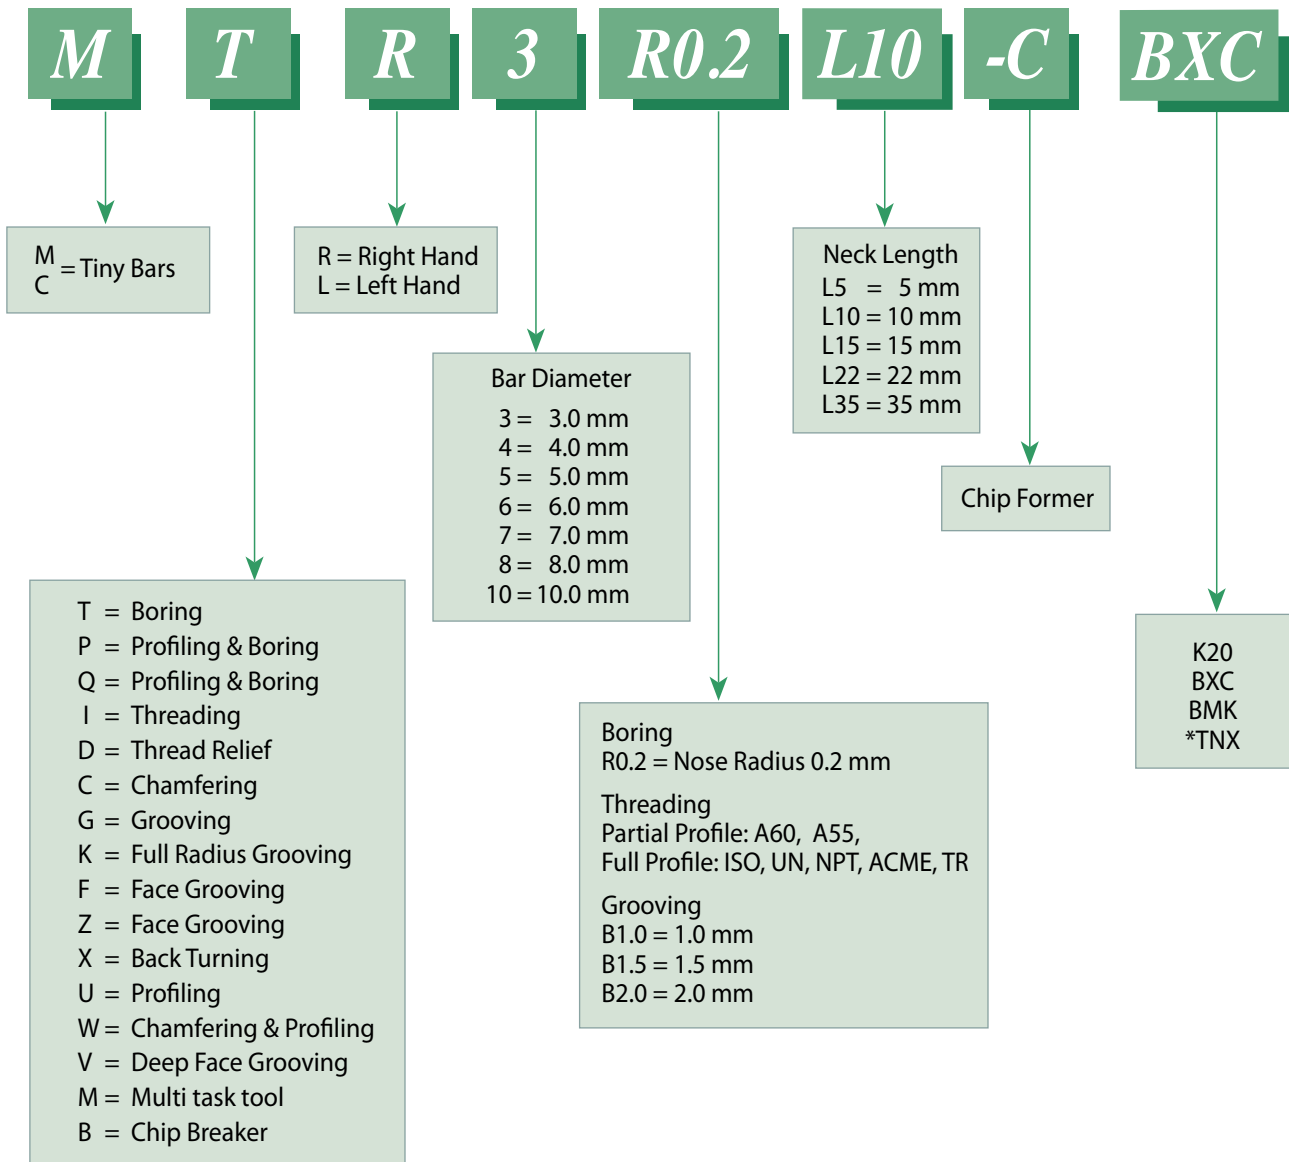 M T R 3 R0.2 L10 -C BXC
M
C
= Tiny Bars
R = Right Hand
L = Left Hand
Bar Diameter
3 = 3.0 mm
4 = 4.0 mm
5 = 5.0 mm
6 = 6.0 mm
7 = 7.0 mm
8 = 8.0 mm
10 = 10.0 mm
Neck Length
L5 = 5 mm
L10 = 10 mm
L15 = 15 mm
L22 = 22 mm
L35 = 35 mm
Chip Former
T = Boring
P = Profiling & Boring
Q = Profiling & Boring
I = Threading
D = Thread Relief
C = Chamfering
G = Grooving
K = Full Radius Grooving
F = Face Grooving
Z = Face Grooving
X = Back Turning
U = Profiling
W = Chamfering & Profiling
V = Deep Face Grooving
M = Multi task tool
B = Chip Breaker
Boring
R0.2 = Nose Radius 0.2 mm
Threading
Partial Profile: A60, A55,
Full Profile: ISO, UN, NPT, ACME, TR
Grooving
B1.0 = 1.0 mm
B1.5 = 1.5 mm
B2.0 = 2.0 mm
K20
BXC
BMK
*TNX